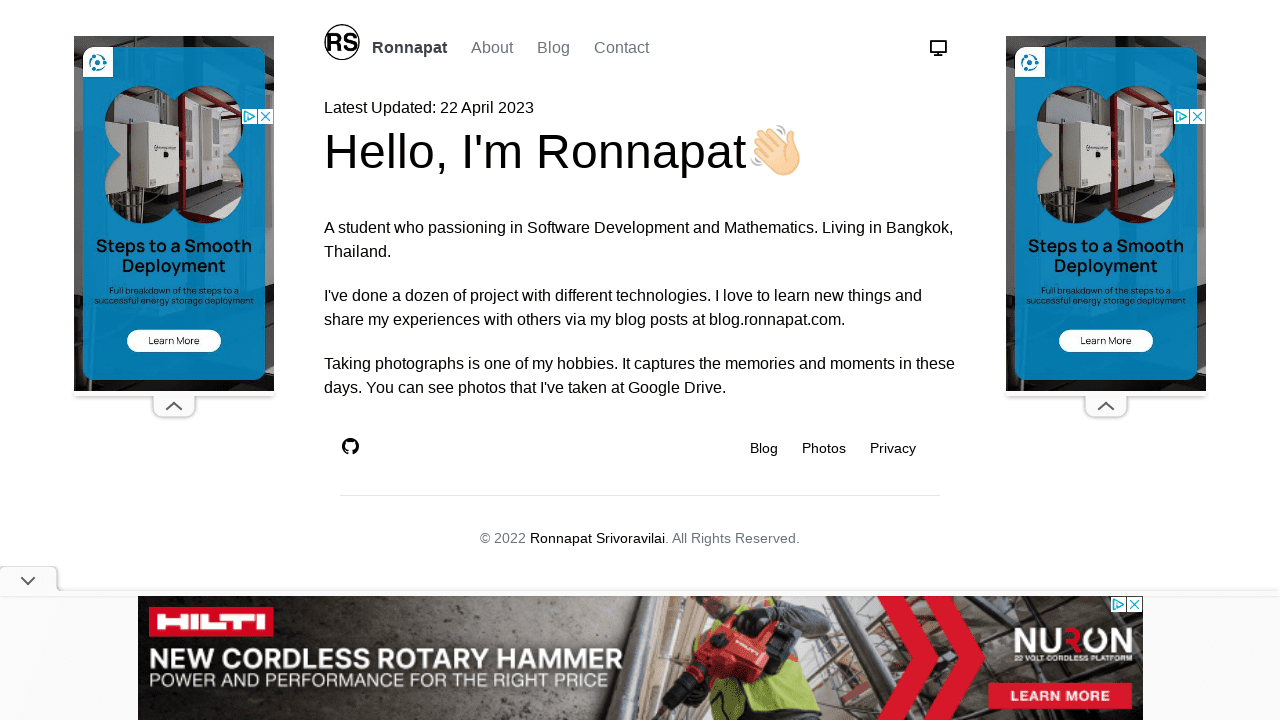 RS
Ronnapat
About
Blog
Contact
Latest Updated: 22 April 2023
Hello, I'm Ronnapat
A student who passioning in Software Development and Mathematics. Living in Bangkok,
Thailand.
I've done a dozen of project with different technologies. I love to learn new things and
share my experiences with others via my blog posts at blog.ronnapat.com.
Taking photographs is one of my hobbies. It captures the memories and moments in these
days. You can see photos that I've taken at Google Drive.
Blog
Photos
Privacy
© 2022 Ronnapat Srivoravilai. All Rights Reserved.
Steps to a Smooth
Deployment
Full breakdown of the steps to a
successful energy storage deployment
Learn More
Steps to a Smooth
Deployment
Full breakdown of the steps to a
successful energy storage deployment
Learn More
HILTI
NEW CORDLESS ROTARY HAMMER
POWER AND PERFORMANCE FOR THE RIGHT PRICE
NURON
22 VOLT CORDLESS PLATFORM
LEARN MORE